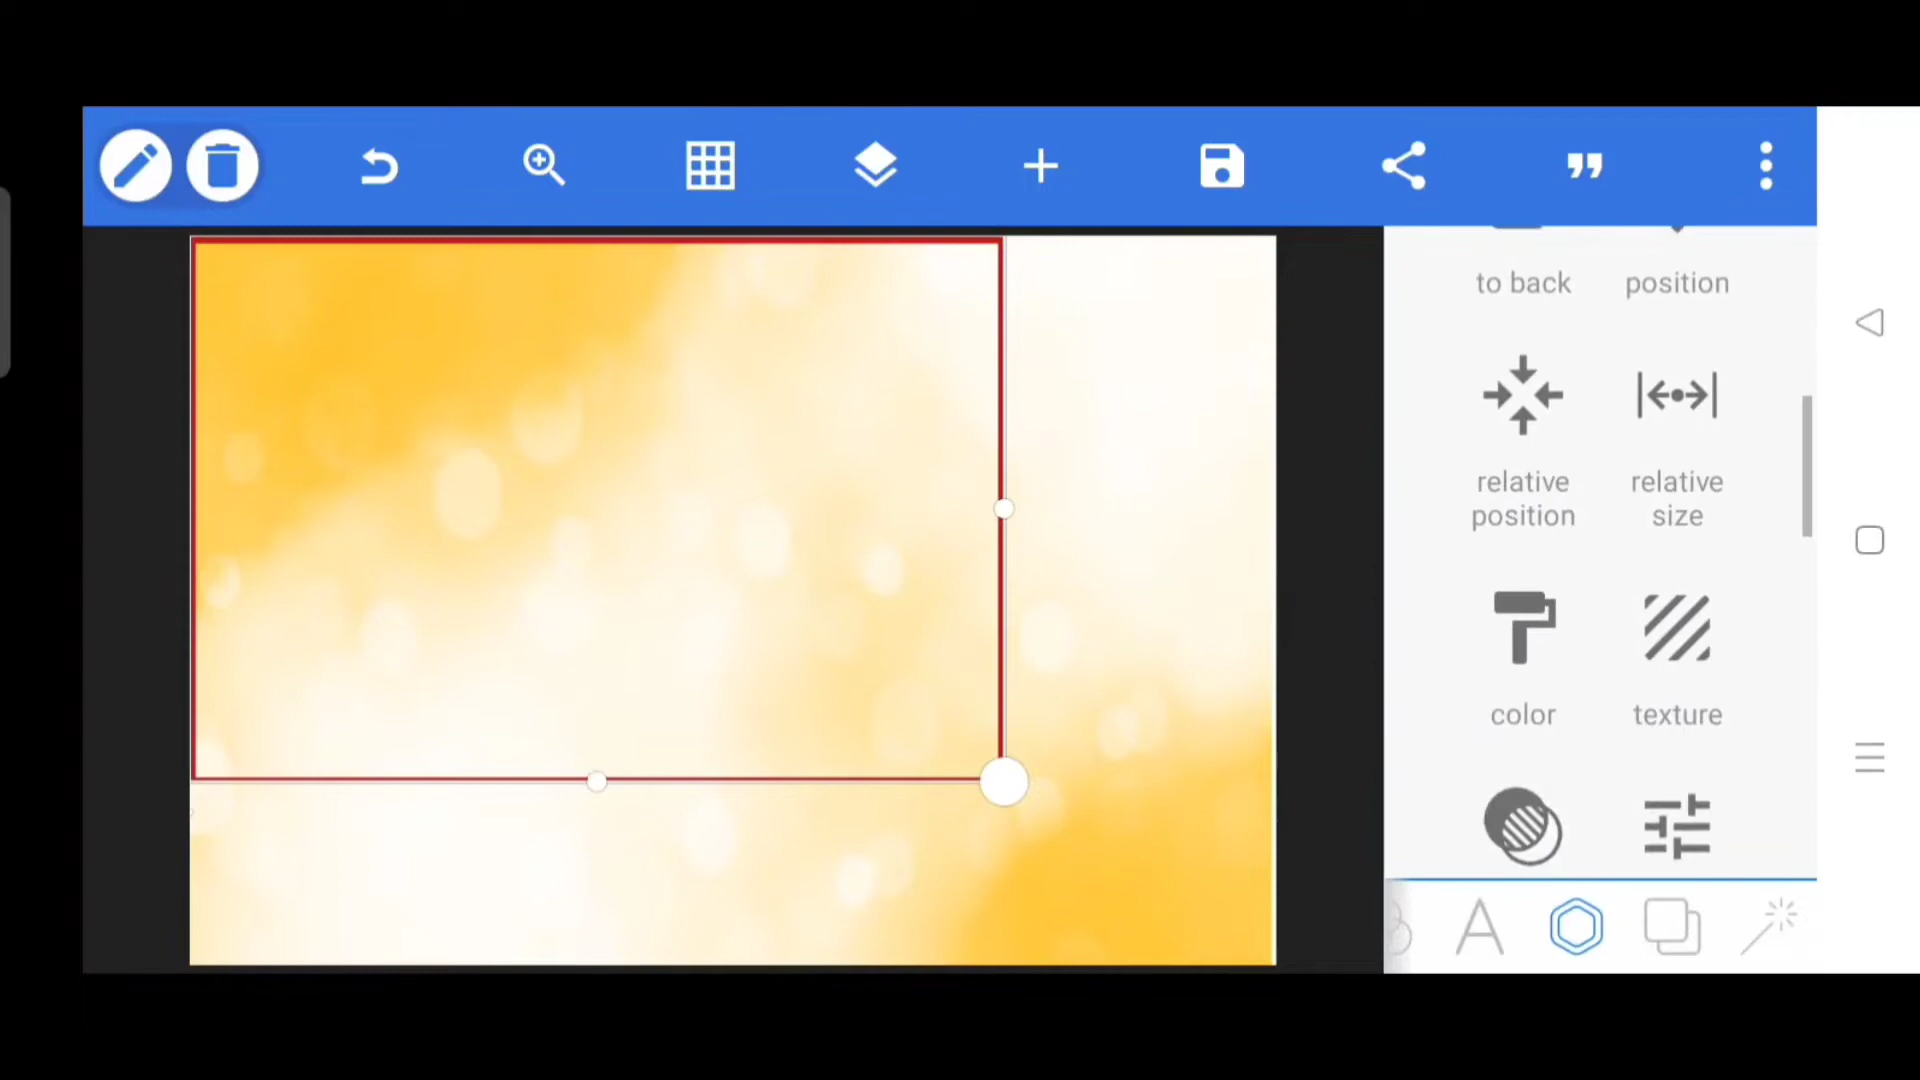 to back
position
relative
position
relative
size
color
texture
A